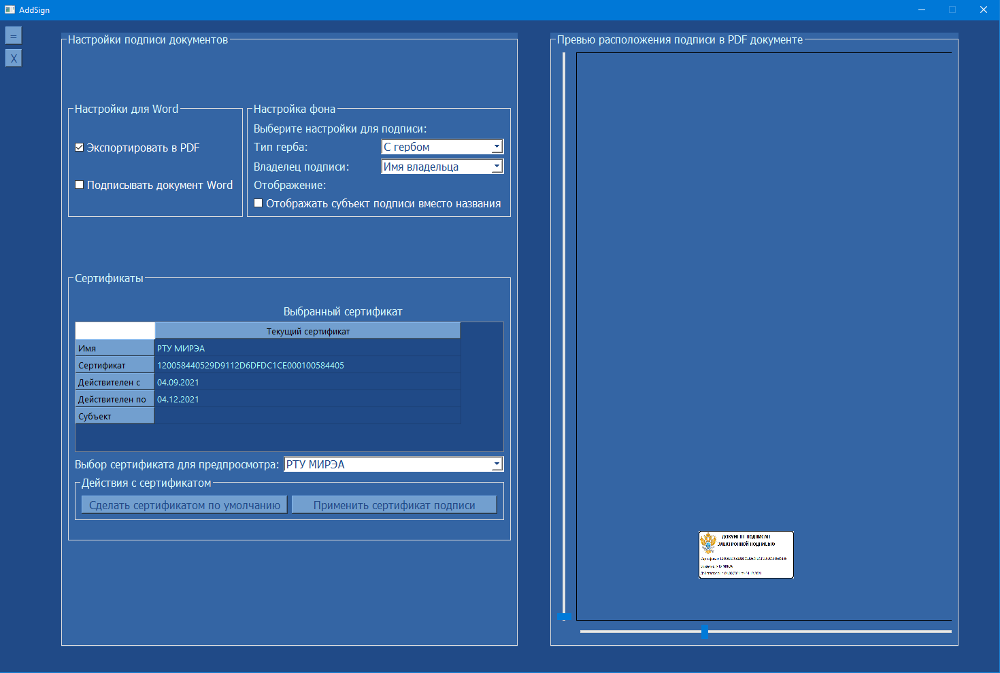 AddSign
=
X
Настройки подписи документов
Настройки для Word
Экспортировать в PDF
Подписывать документ Word
Настройка фона
Выберите настройки для подписи:
Тип герба: С гербом
Владелец подписи: Имя владельца
Отображение:
Отображать субъект подписи вместо названия
Сертификаты
Выбранный сертификат
Текущий сертификат
Имя РТУ МИРЭА
Сертификат 120058440529D9112D6DFDC1CE000100584405
Действителен с 04.09.2021
Действителен по 04.12.2021
Субъект
Выбор сертификата для предпросмотра: РТУ МИРЭА
Действия с сертификатом
Сделать сертификатом по умолчанию
Применить сертификат подписи
Превью расположения подписи в PDF документе
ДОКУМЕНТ ПОДПИСАН
ЭЛЕКТРОННОЙ ПОДПИСЬЮ